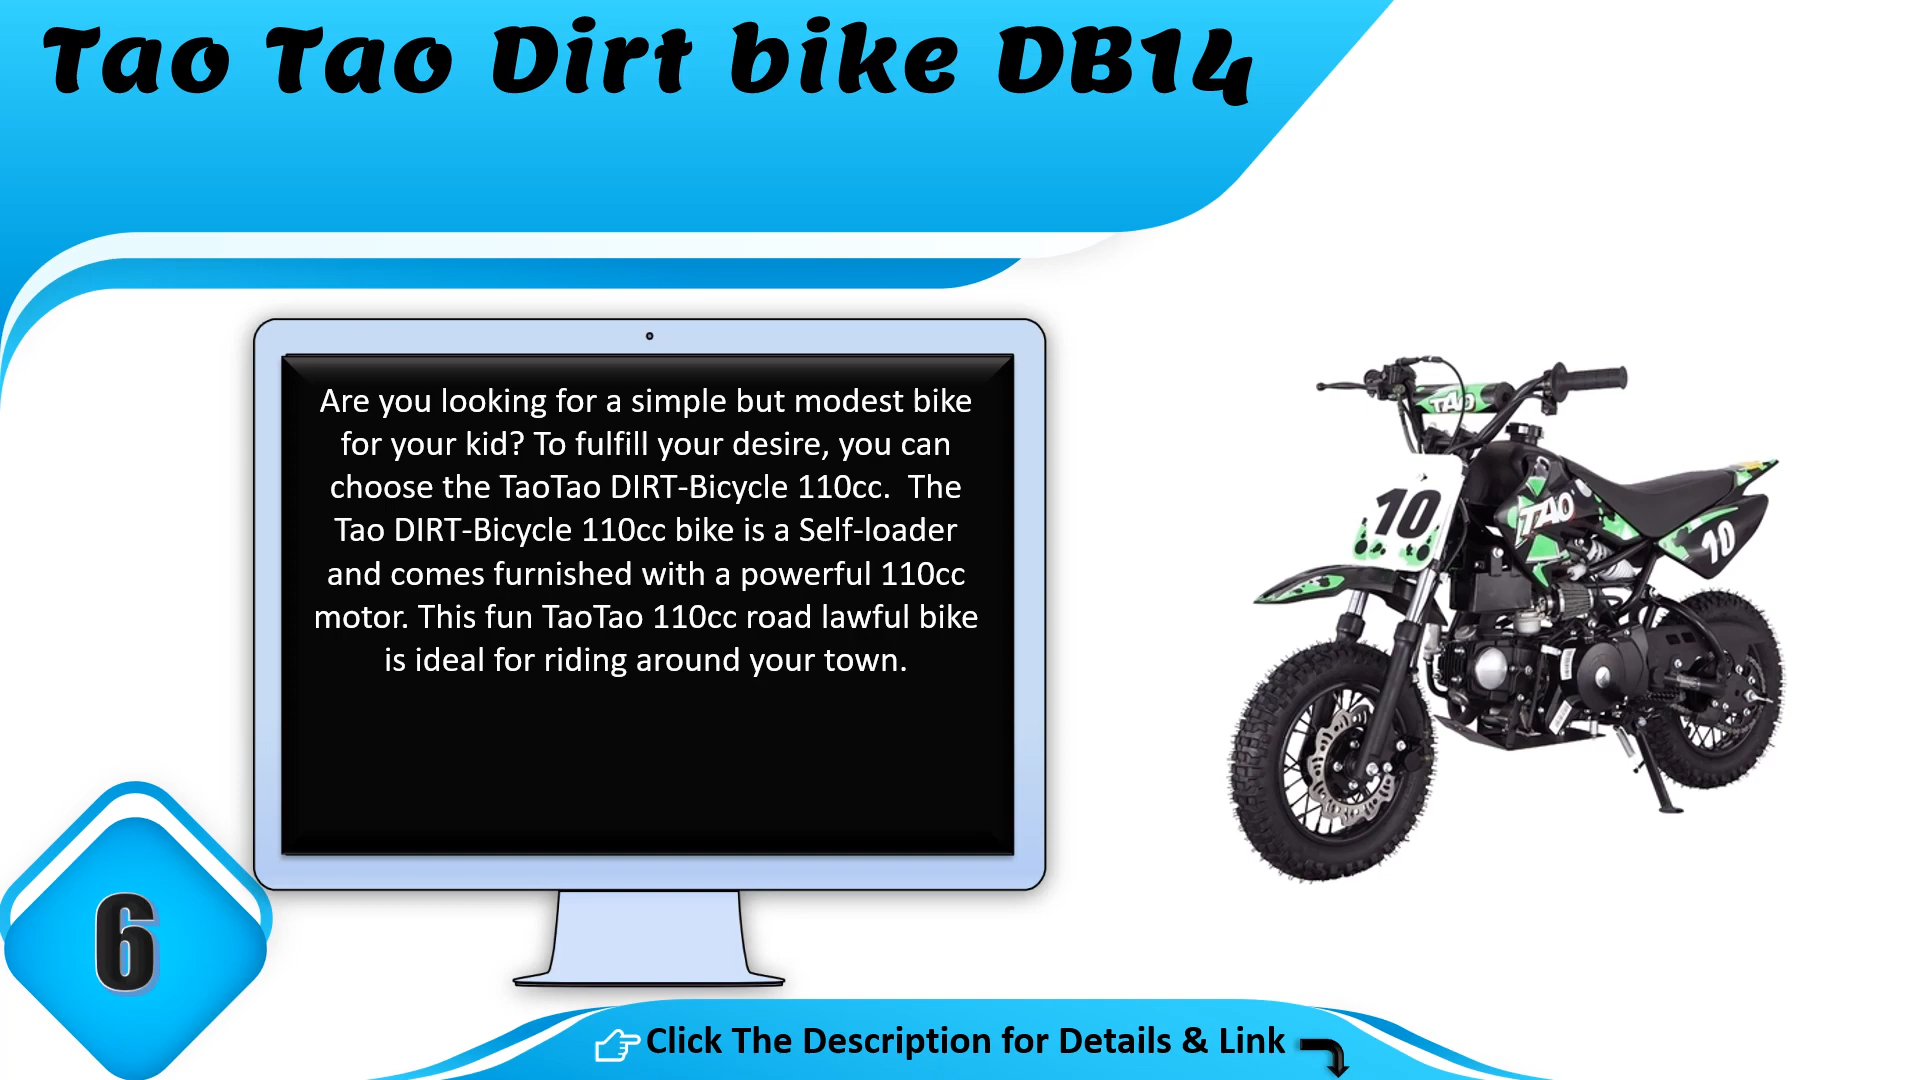 Tao Tao Dirt bike DB14
Are you looking for a simple but modest bike
for your kid? To fulfill your desire, you can
choose the TaoTao DIRT-Bicycle 110cc.  The
Tao DIRT-Bicycle 110cc bike is a Self-loader
and comes furnished with a powerful 110cc
motor. This fun TaoTao 110cc road lawful bike
is ideal for riding around your town.
TAO
10
TAO
10
6
Click The Description for Details & Link